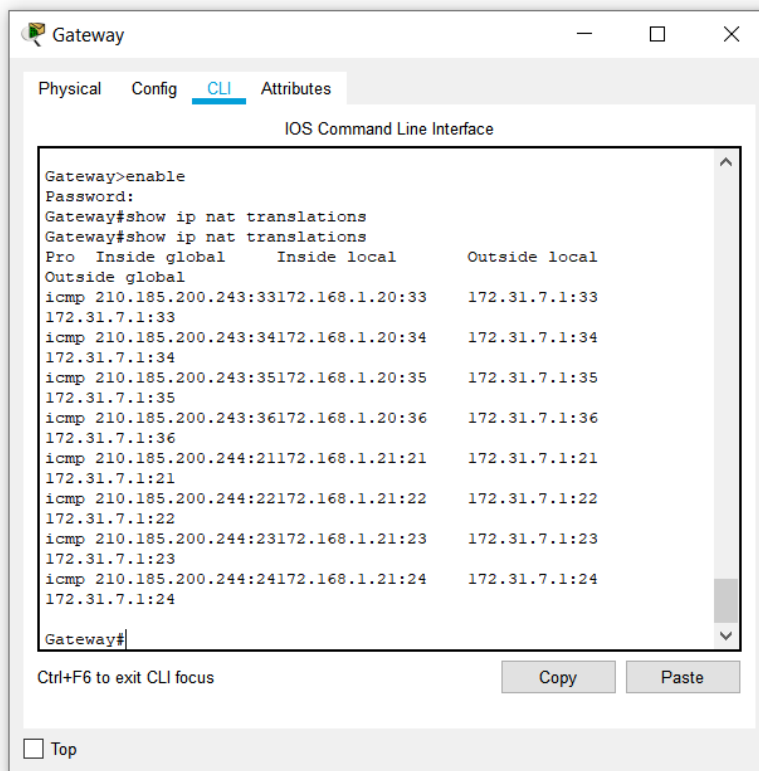 Gateway
Physical Config CLI Attributes
IOS Command Line Interface
Gateway>enable
Password:
Gateway#show ip nat translations
Gateway#show ip nat translations
Pro  Inside global     Inside local       Outside local
Outside global
icmp 210.185.200.243:33172.168.1.20:33    172.31.7.1:33
172.31.7.1:33
icmp 210.185.200.243:34172.168.1.20:34    172.31.7.1:34
172.31.7.1:34
icmp 210.185.200.243:35172.168.1.20:35    172.31.7.1:35
172.31.7.1:35
icmp 210.185.200.243:36172.168.1.20:36    172.31.7.1:36
172.31.7.1:36
icmp 210.185.200.244:21172.168.1.21:21    172.31.7.1:21
172.31.7.1:21
icmp 210.185.200.244:22172.168.1.21:22    172.31.7.1:22
172.31.7.1:22
icmp 210.185.200.244:23172.168.1.21:23    172.31.7.1:23
172.31.7.1:23
icmp 210.185.200.244:24172.168.1.21:24    172.31.7.1:24
172.31.7.1:24
Gateway#
Ctrl+F6 to exit CLI focus Copy Paste
Top